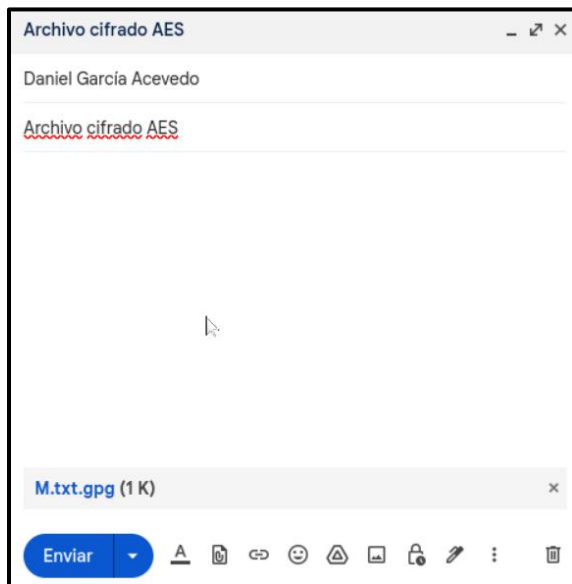 Archivo cifrado AES
Daniel García Acevedo
Archivo cifrado AES
M.txt.gpg (1 K)
Enviar